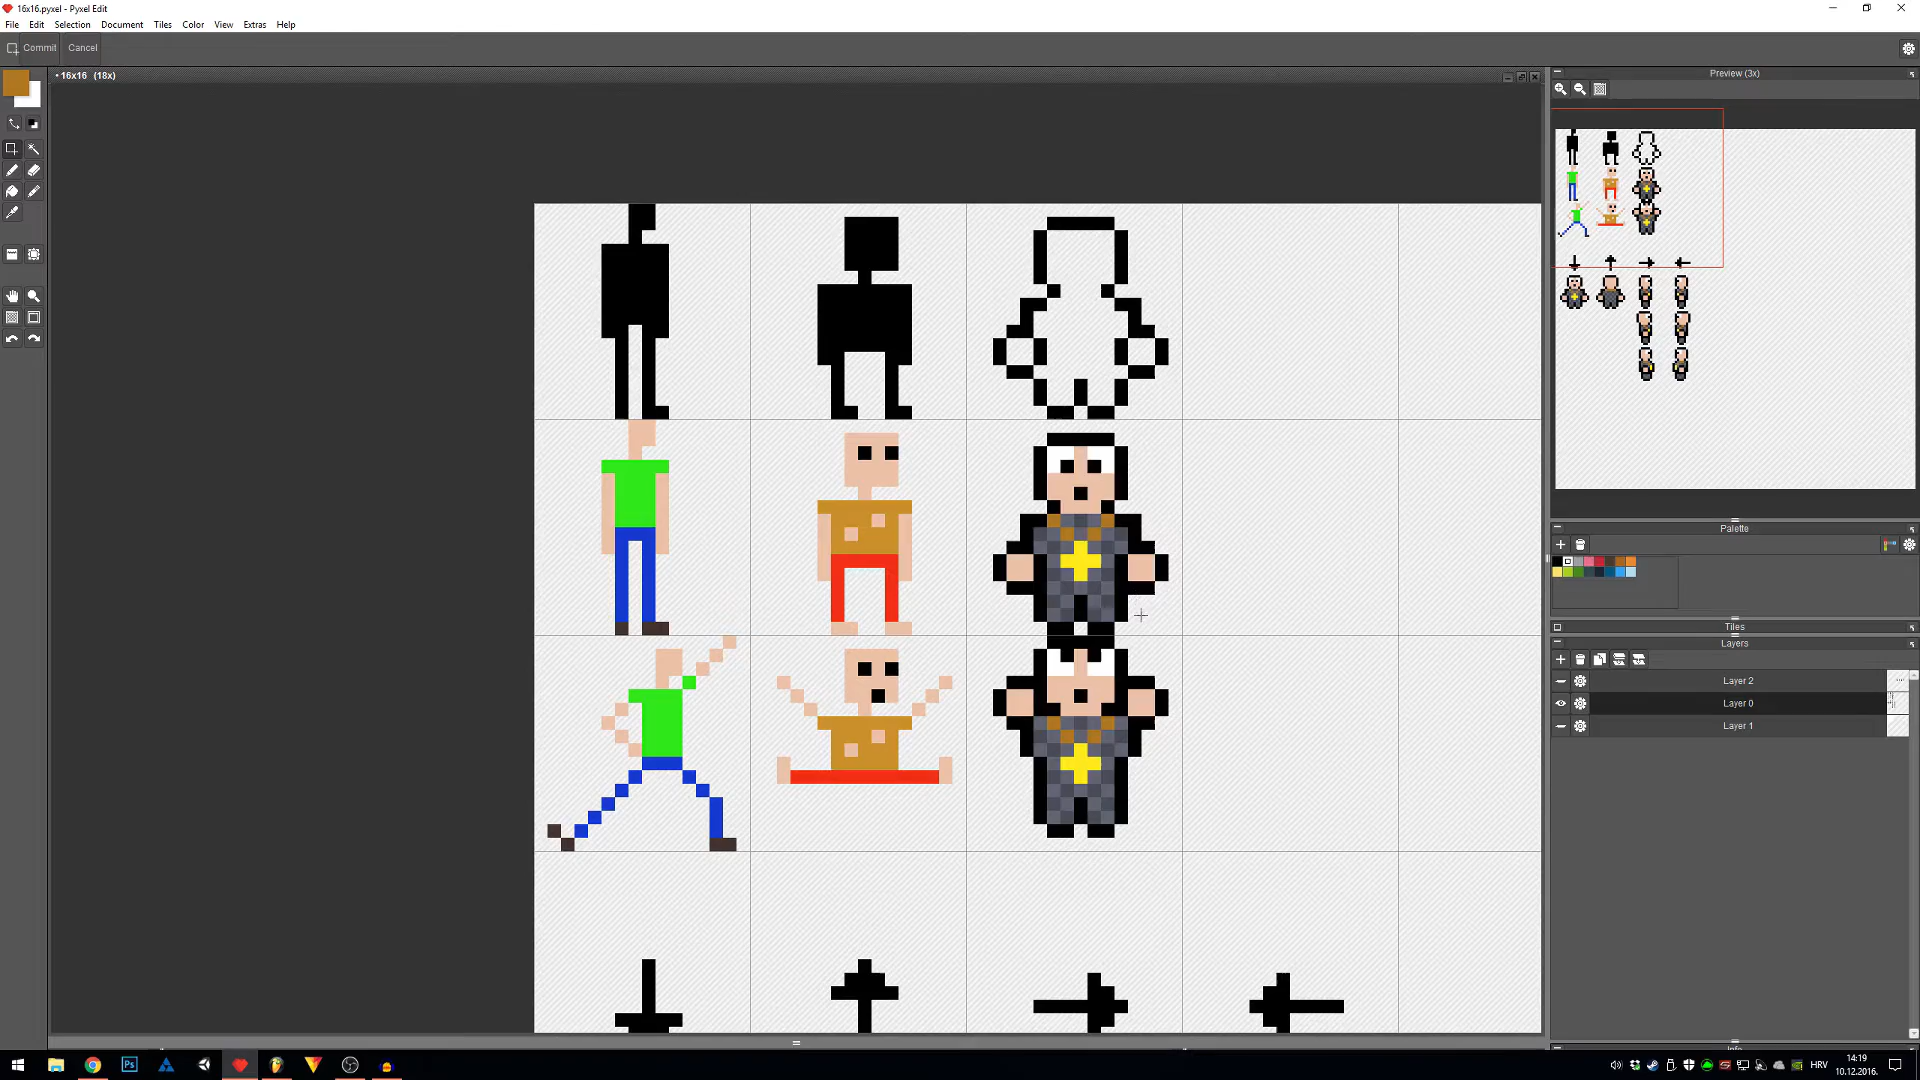 16x16.pyxel - Pyxel Edit
File Edit Selection Document Tiles Color View Extras Help
Commit Cancel
• 16x16 (18x)
Preview (3x)
Palette
Tiles
Layers
Layer 2
Layer 0
Layer 1
Ps
HRV
14:19
10.12.2016.